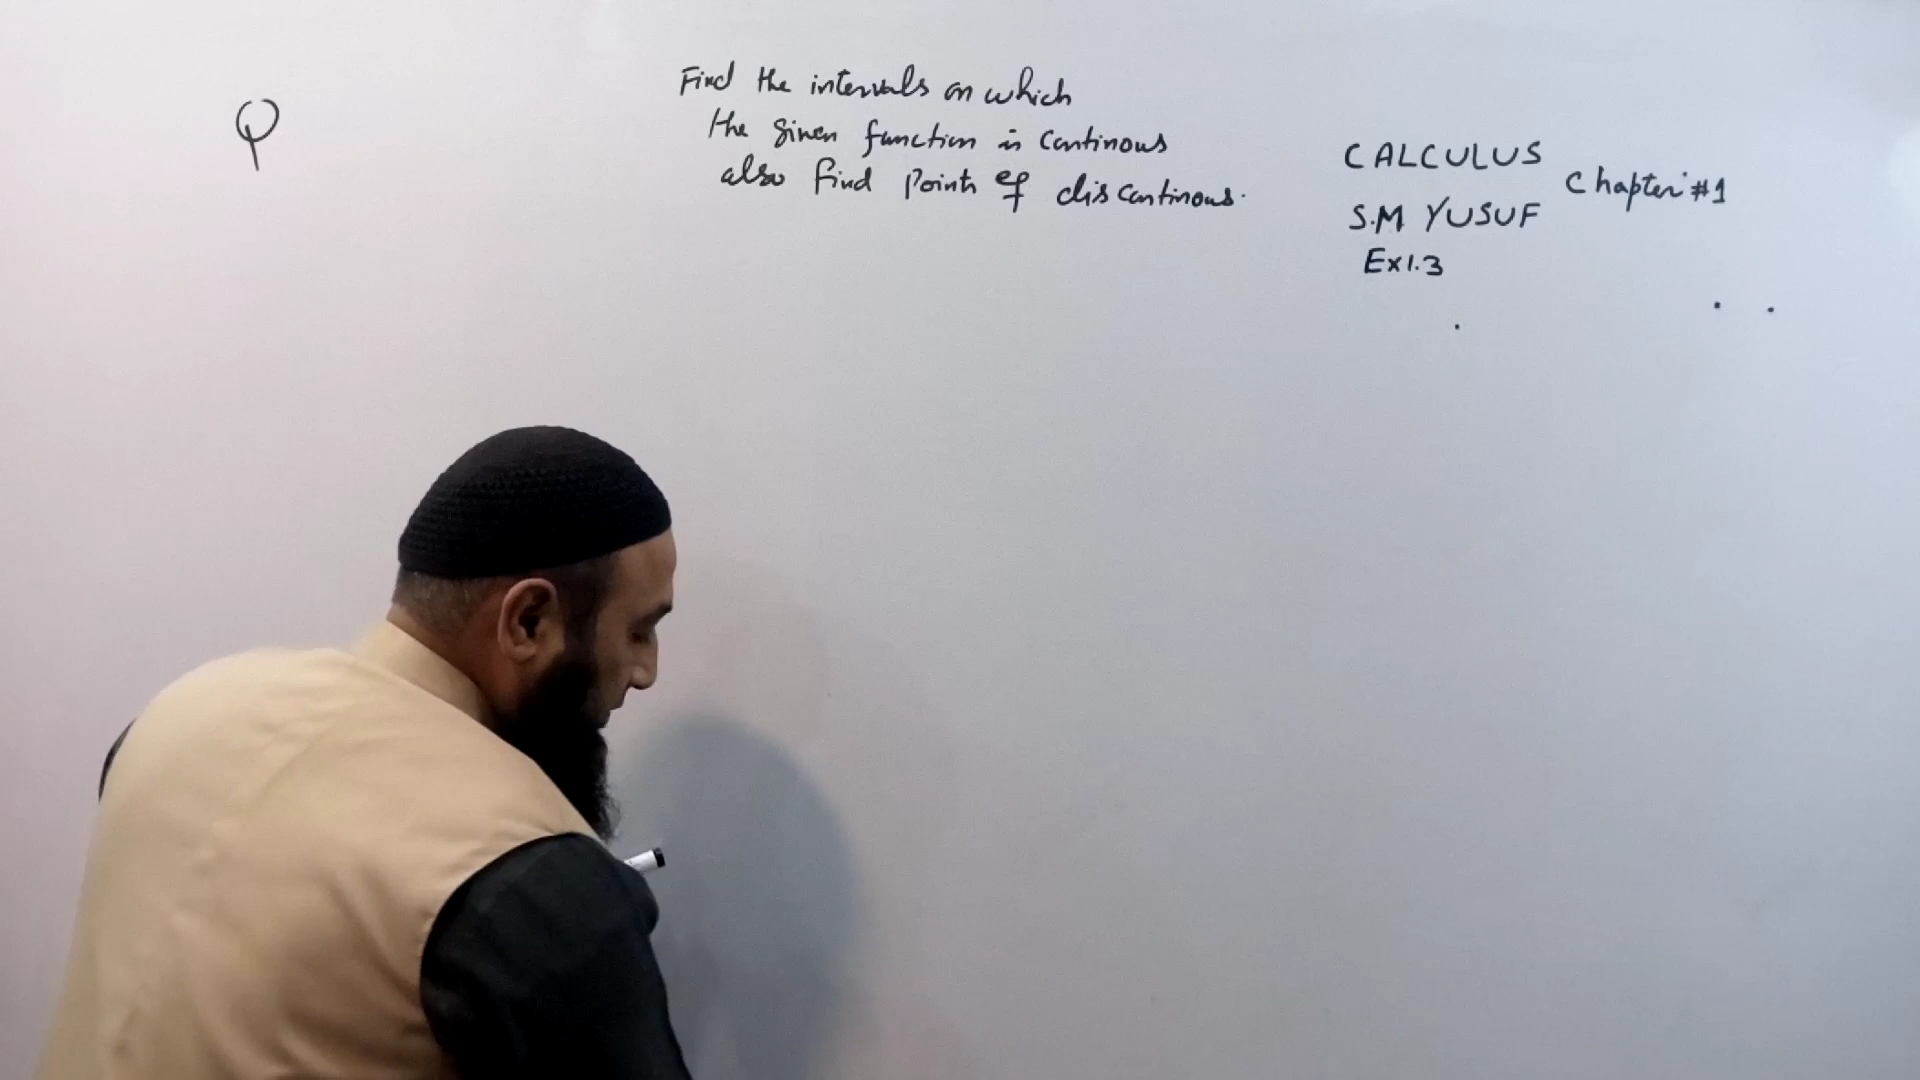 Q
Find the intervals on which
the given function is Continous
also find Points of discontinous.
CALCULUS
Chapter #1
S.M YUSUF
Ex1.3